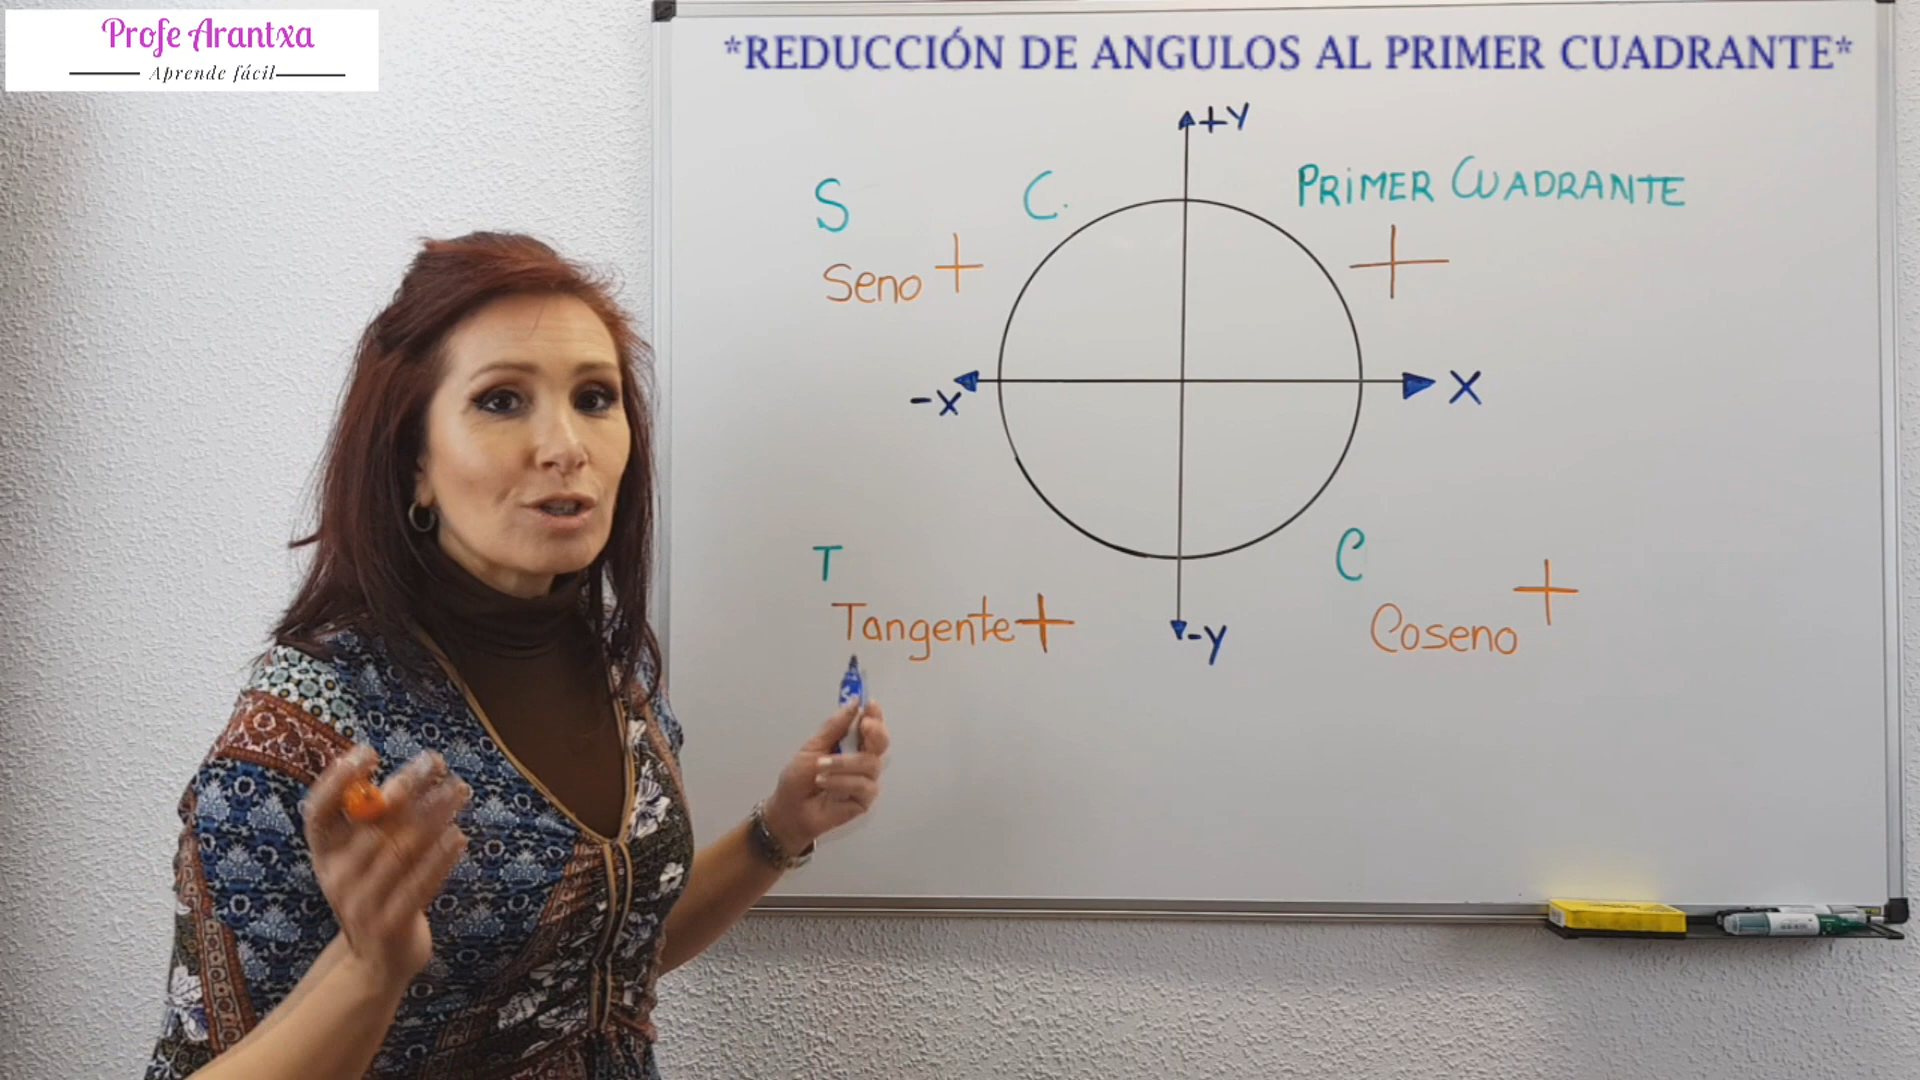 Profe Arantxa
Aprende fácil
*REDUCCIÓN DE ANGULOS AL PRIMER CUADRANTE*
+Y
S C. PRIMER CUADRANTE
Seno + +
-X X
T C
Tangente + Coseno +
-Y